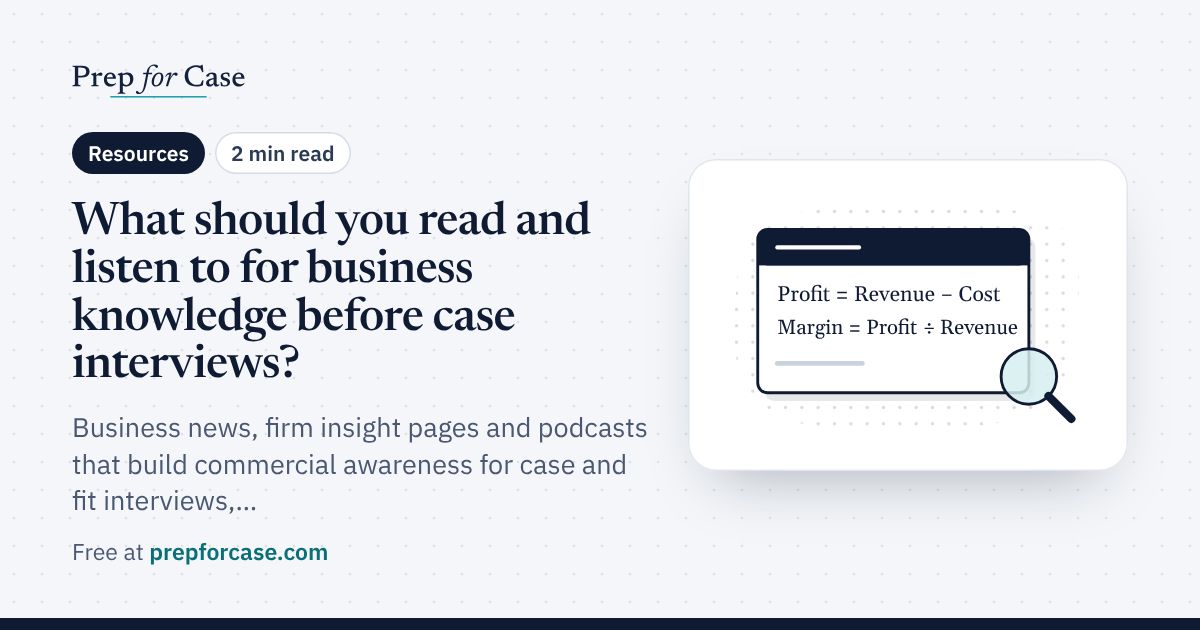 Prep for Case
Resources
2 min read
What should you read and
listen to for business
knowledge before case
interviews?
Business news, firm insight pages and podcasts
that build commercial awareness for case and
fit interviews,...
Free at prepforcase.com
Profit = Revenue – Cost
Margin = Profit ÷ Revenue